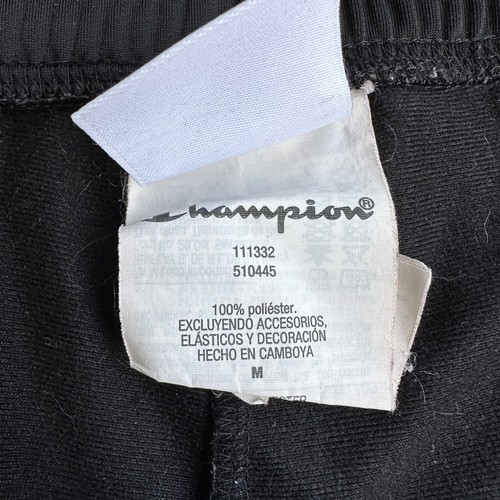 Champion®
111332
510445
100% poliéster.
EXCLUYENDO ACCESORIOS,
ELÁSTICOS Y DECORACIÓN
HECHO EN CAMBOYA
M